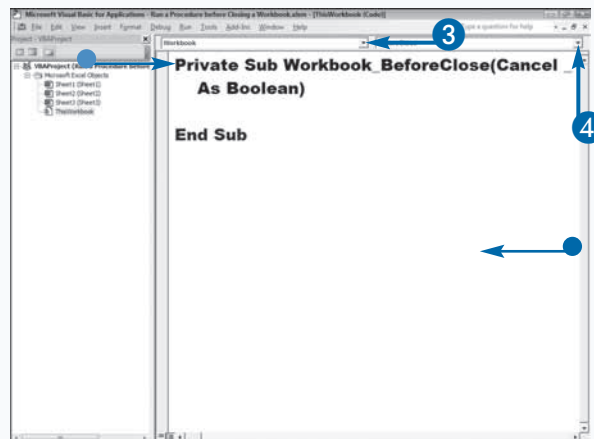 Microsoft Visual Basic for Applications - Run a Procedure before Closing a Workbook.xlsm - [ThisWorkbook (Code)]
File Edit View Insert Format Debug Run Tools Add-Ins Window Help
Type a question for help
Project - VBAProject
Workbook
3
VBAProject (
Procedure before
Microsoft Excel Objects
Sheet1 (Sheet1)
Sheet2 (Sheet2)
Sheet3 (Sheet3)
ThisWorkbook
Private Sub Workbook_BeforeClose(Cancel _
As Boolean)
4
End Sub